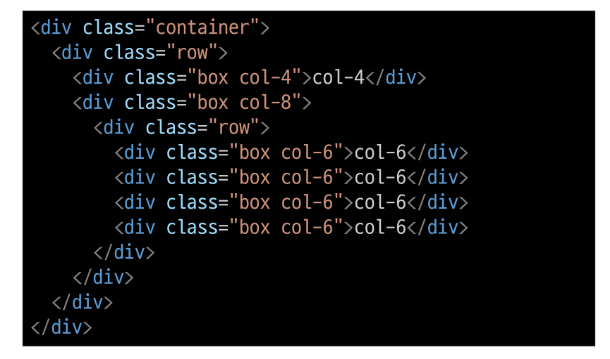 <div class="container">
  <div class="row">
    <div class="box col-4">col-4</div>
    <div class="box col-8">
      <div class="row">
        <div class="box col-6">col-6</div>
        <div class="box col-6">col-6</div>
        <div class="box col-6">col-6</div>
        <div class="box col-6">col-6</div>
      </div>
    </div>
  </div>
</div>